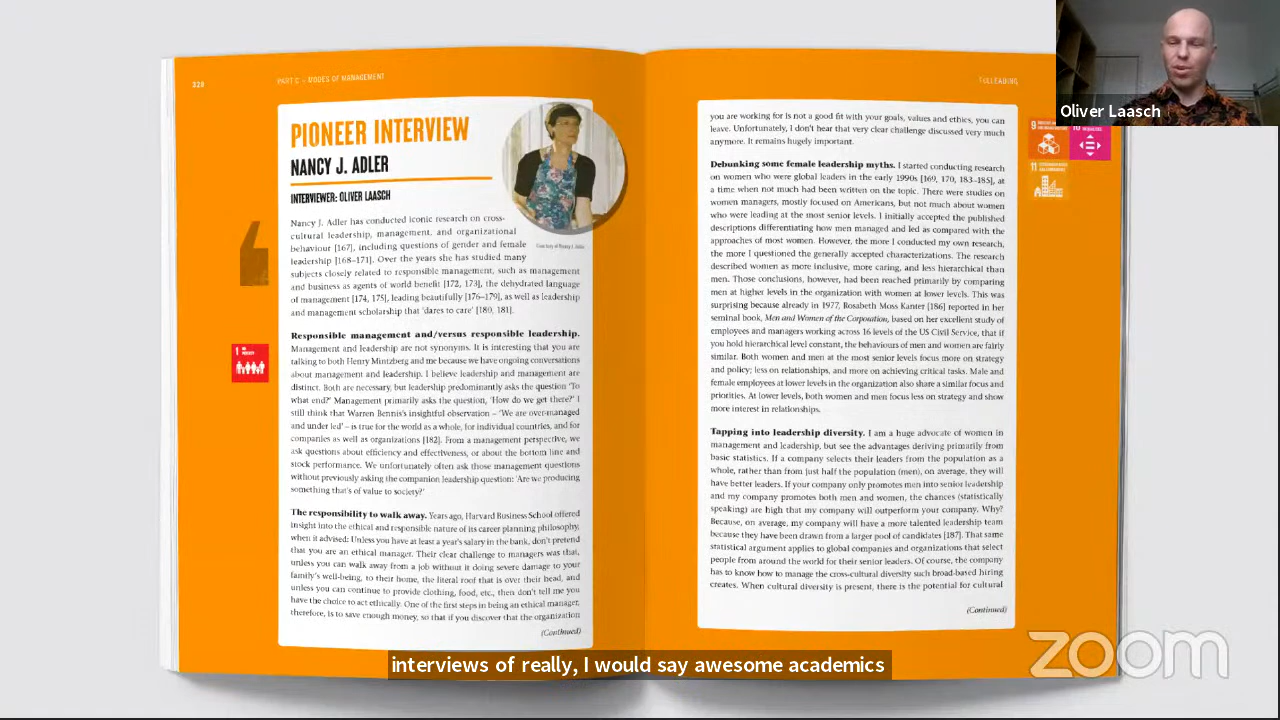 320
PART C – MODES OF MANAGEMENT
PIONEER INTERVIEW
NANCY J. ADLER
INTERVIEWER: OLIVER LAASCH
Nancy J. Adler has conducted iconic research on cross-
cultural leadership, management, and organizational
behaviour [167], including questions of gender and female
leadership [168–171]. Over the years she has studied many
subjects closely related to responsible management, such as management
and business as agents of world benefit [172, 173], the dehydrated language
of management [174, 175], leading beautifully [176–179], as well as leadership
and management scholarship that 'dares to care' [180, 181].
Responsible management and/versus responsible leadership.
Management and leadership are not synonyms. It is interesting that you are
talking to both Henry Mintzberg and me because we have ongoing conversations
about management and leadership. I believe leadership and management are
distinct. Both are necessary, but leadership predominantly asks the question 'To
what end?' Management primarily asks the question, 'How do we get there?' I
still think that Warren Bennis's insightful observation – 'We are over-managed
and under led' – is true for the world as a whole, for individual countries, and for
companies as well as organizations [182]. From a management perspective, we
ask questions about efficiency and effectiveness, or about the bottom line and
stock performance. We unfortunately often ask those management questions
without previously asking the companion leadership question: 'Are we producing
something that's of value to society?'
The responsibility to walk away. Years ago, Harvard Business School offered
insight into the ethical and responsible nature of its career planning philosophy,
when it advised: Unless you have at least a year's salary in the bank, don't pretend
that you are an ethical manager. Their clear challenge to managers was that,
unless you can walk away from a job without it doing severe damage to your
family's well-being, to their home, the literal roof that is over their head, and
unless you can continue to provide clothing, food, etc., then don't tell me you
have the choice to act ethically. One of the first steps in being an ethical manager,
therefore, is to save enough money, so that if you discover that the organization
(Continued)
you are working for is not a good fit with your goals, values and ethics, you can
leave. Unfortunately, I don't hear that very clear challenge discussed very much
anymore. It remains hugely important.
Debunking some female leadership myths. I started conducting research
on women who were global leaders in the early 1990s [169, 170, 183–185], at
a time when not much had been written on the topic. There were studies on
women managers, mostly focused on Americans, but not much about women
who were leading at the most senior levels. I initially accepted the published
descriptions differentiating how men managed and led as compared with the
approaches of most women. However, the more I conducted my own research,
the more I questioned the generally accepted characterizations. The research
described women as more inclusive, more caring, and less hierarchical than
men. Those conclusions, however, had been reached primarily by comparing
men at higher levels in the organization with women at lower levels. This was
surprising because already in 1977, Rosabeth Moss Kanter [186] reported in her
seminal book, Men and Women of the Corporation, based on her excellent study of
employees and managers working across 16 levels of the US Civil Service, that if
you hold hierarchical level constant, the behaviours of men and women are fairly
similar. Both women and men at the most senior levels focus more on strategy
and policy; less on relationships, and more on achieving critical tasks. Male and
female employees at lower levels in the organization also share a similar focus and
priorities. At lower levels, both women and men focus less on strategy and show
more interest in relationships.
Tapping into leadership diversity. I am a huge advocate of women in
management and leadership, but see the advantages deriving primarily from
basic statistics. If a company selects their leaders from the population as a
whole, rather than from just half the population (men), on average, they will
have better leaders. If your company only promotes men into senior leadership
and my company promotes both men and women, the chances (statistically
speaking) are high that my company will outperform your company. Why?
Because, on average, my company will have a more talented leadership team
because they have been drawn from a larger pool of candidates [187]. That same
statistical argument applies to global companies and organizations that select
people from around the world for their senior leaders. Of course, the company
has to know how to manage the cross-cultural diversity such broad-based hiring
creates. When cultural diversity is present, there is the potential for cultural
(Continued)
Oliver Laasch
9
10
11
1
interviews of really, I would say awesome academics
zoom